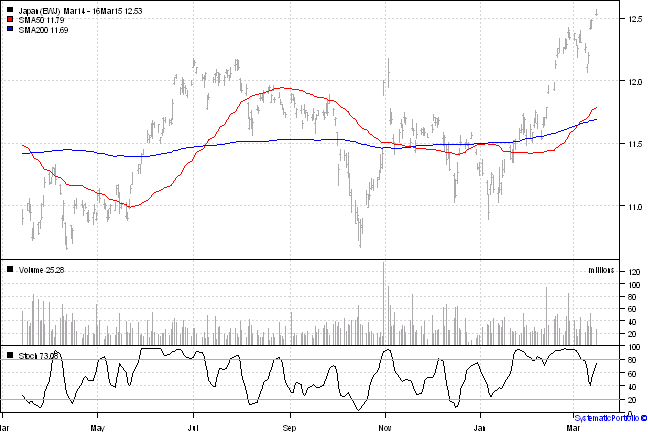 Japan (EWJ) Mar14 - 16Mar15 12.53
SMA50 11.79
SMA200 11.69
12.5
12.0
11.5
11.0
Volume 25.28
millions
120
100
80
60
40
20
Stoch 73.08
100
80
60
40
20
0
Mar
May
Jul
Sep
Nov
Jan
Mar
SystematicPortfolio ©